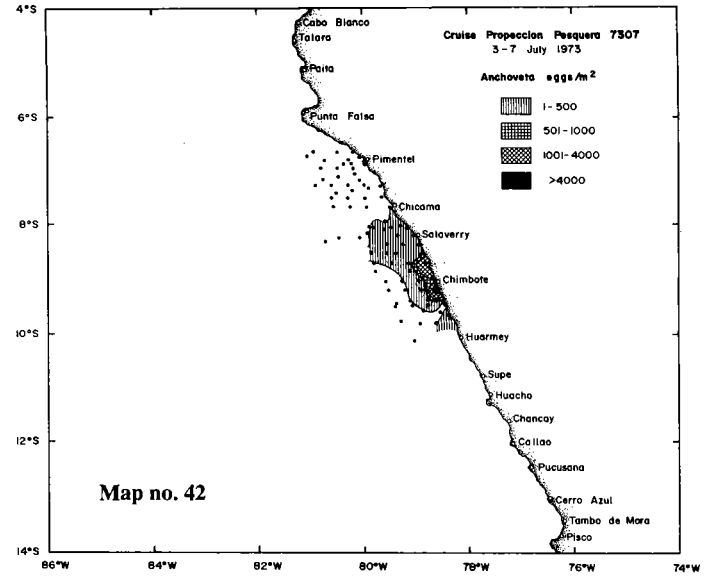 4°S
6°S
8°S
10°S
12°S
14°S
Cabo Blanco
Talara
Paita
Punta Falsa
Pimentel
Chicama
Salaverry
Chimbote
Huarmey
Supe
Huacho
Chancay
Callao
Pucusana
Cerro Azul
Tambo de Mora
Pisco
Cruise Propeccion Pesquera 7307
3-7 July 1973
Anchoveta eggs/m²
1-500
501-1000
1001-4000
>4000
Map no. 42
86°W
84°W
82°W
80°W
78°W
76°W
74°W